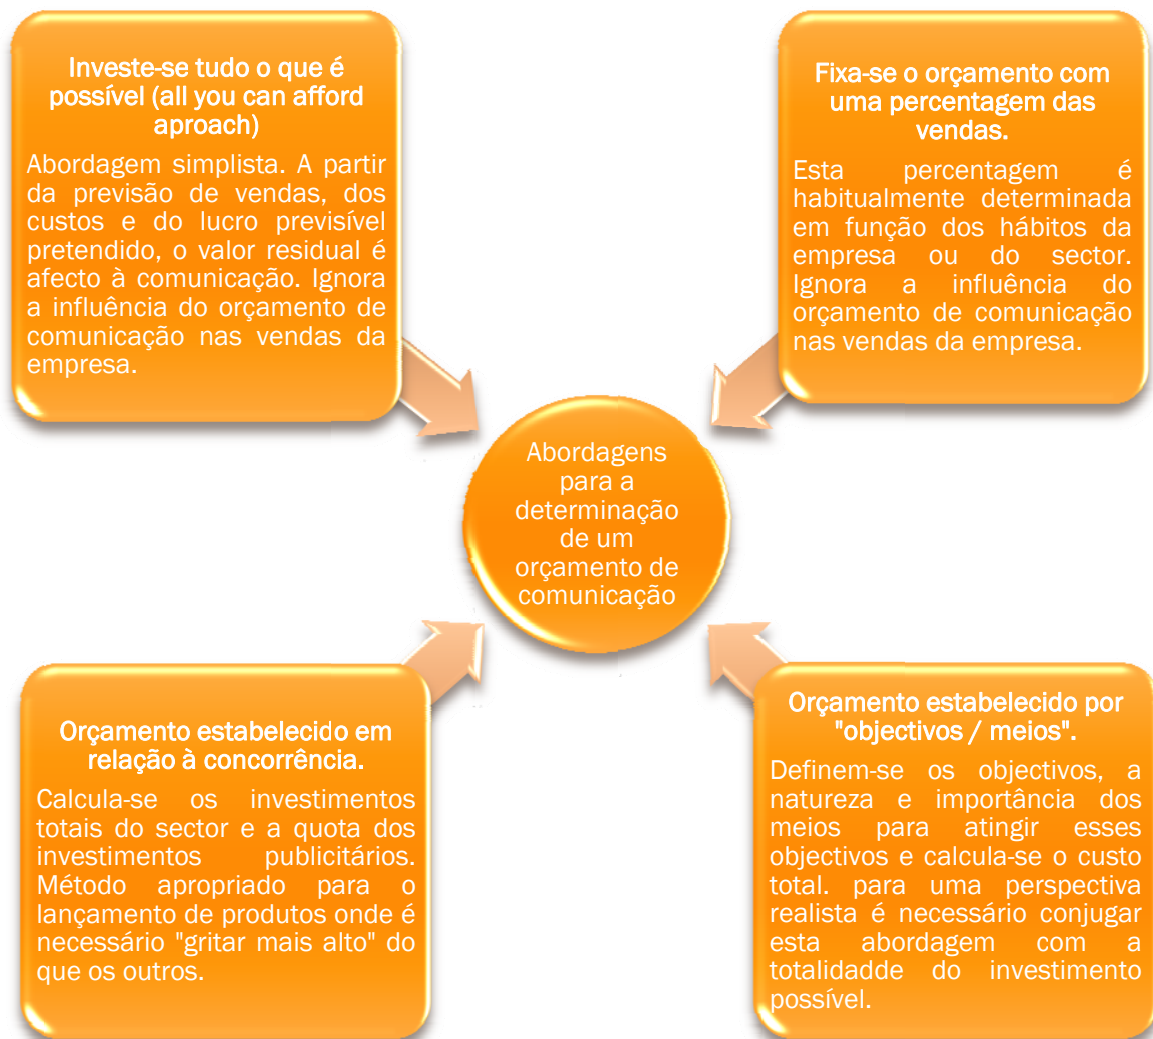 Investe-se tudo o que é
possível (all you can afford
aproach)
Abordagem simplista. A partir
da previsão de vendas, dos
custos e do lucro previsível
pretendido, o valor residual é
afecto à comunicação. Ignora
a influência do orçamento de
comunicação nas vendas da
empresa.
Fixa-se o orçamento com
uma percentagem das
vendas.
Esta percentagem é
habitualmente determinada
em função dos hábitos da
empresa ou do sector.
Ignora a influência do
orçamento de comunicação
nas vendas da empresa.
Abordagens
para a
determinação
de um
orçamento de
comunicação
Orçamento estabelecido em
relação à concorrência.
Calcula-se os investimentos
totais do sector e a quota dos
investimentos publicitários.
Método apropriado para o
lançamento de produtos onde é
necessário "gritar mais alto" do
que os outros.
Orçamento estabelecido por
"objectivos / meios".
Definem-se os objectivos, a
natureza e importância dos
meios para atingir esses
objectivos e calcula-se o custo
total. para uma perspectiva
realista é necessário conjugar
esta abordagem com a
totalidadde do investimento
possível.